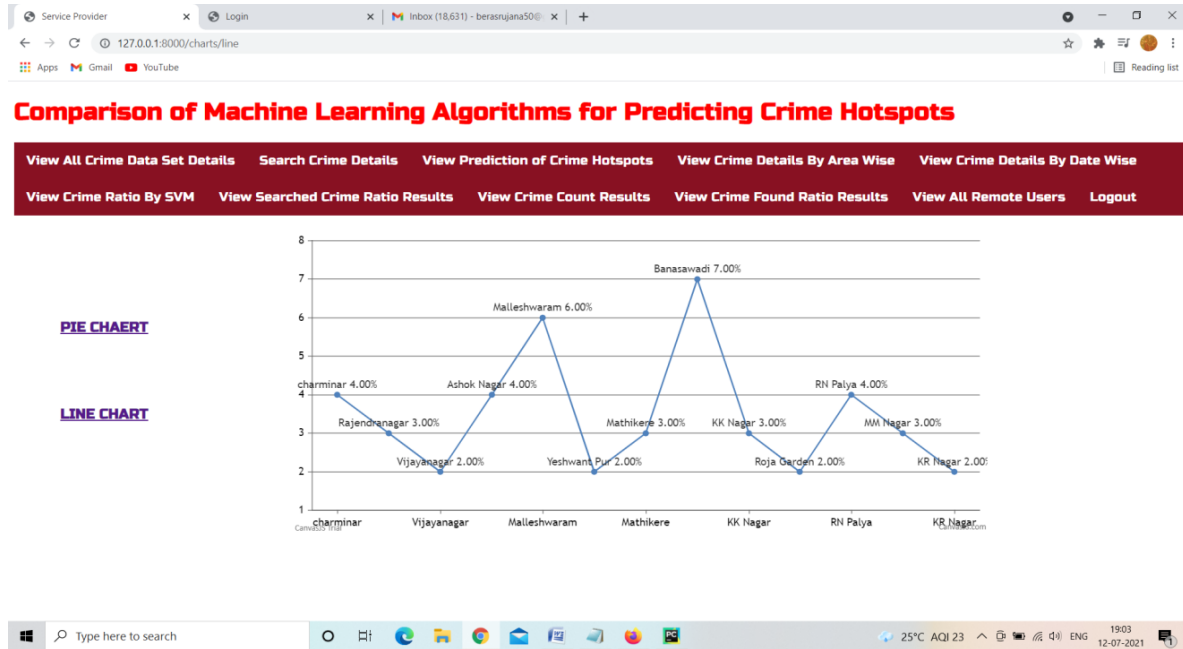 Service Provider
Login
Inbox (18,631) - berasrujana50@
127.0.0.1:8000/charts/line
Apps
Gmail
YouTube
Reading list
Comparison of Machine Learning Algorithms for Predicting Crime Hotspots
View All Crime Data Set Details Search Crime Details View Prediction of Crime Hotspots View Crime Details By Area Wise View Crime Details By Date Wise
View Crime Ratio By SVM View Searched Crime Ratio Results View Crime Count Results View Crime Found Ratio Results View All Remote Users Logout
PIE CHAERT
LINE CHART
8
7
6
5
4
3
2
1
Banasawadi 7.00%
Malleshwaram 6.00%
charminar 4.00%
Ashok Nagar 4.00%
RN Palya 4.00%
Rajendranagar 3.00%
Mathikere 3.00%
KK Nagar 3.00%
MM Nagar 3.00%
Vijayanagar 2.00%
Yeshwant Pur 2.00%
Roja Garden 2.00%
KR Nagar 2.00%
charminar Vijayanagar Malleshwaram Mathikere KK Nagar RN Palya KR Nagar
CanvasJS Trial
CanvasJS.com
Type here to search
25°C AQI 23
ENG
19:03
12-07-2021
1